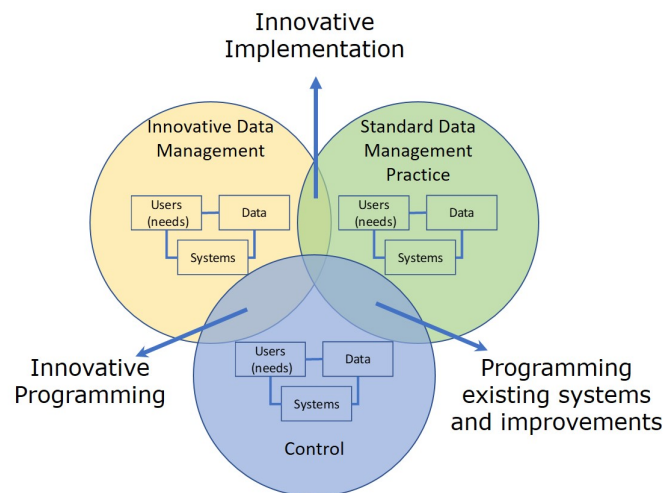 Innovative
Implementation
Innovative Data
Management
Standard Data
Management
Practice
Users
(needs)
Data
Systems
Users
(needs)
Data
Systems
Innovative
Programming
Users
(needs)
Data
Systems
Control
Programming
existing systems
and improvements